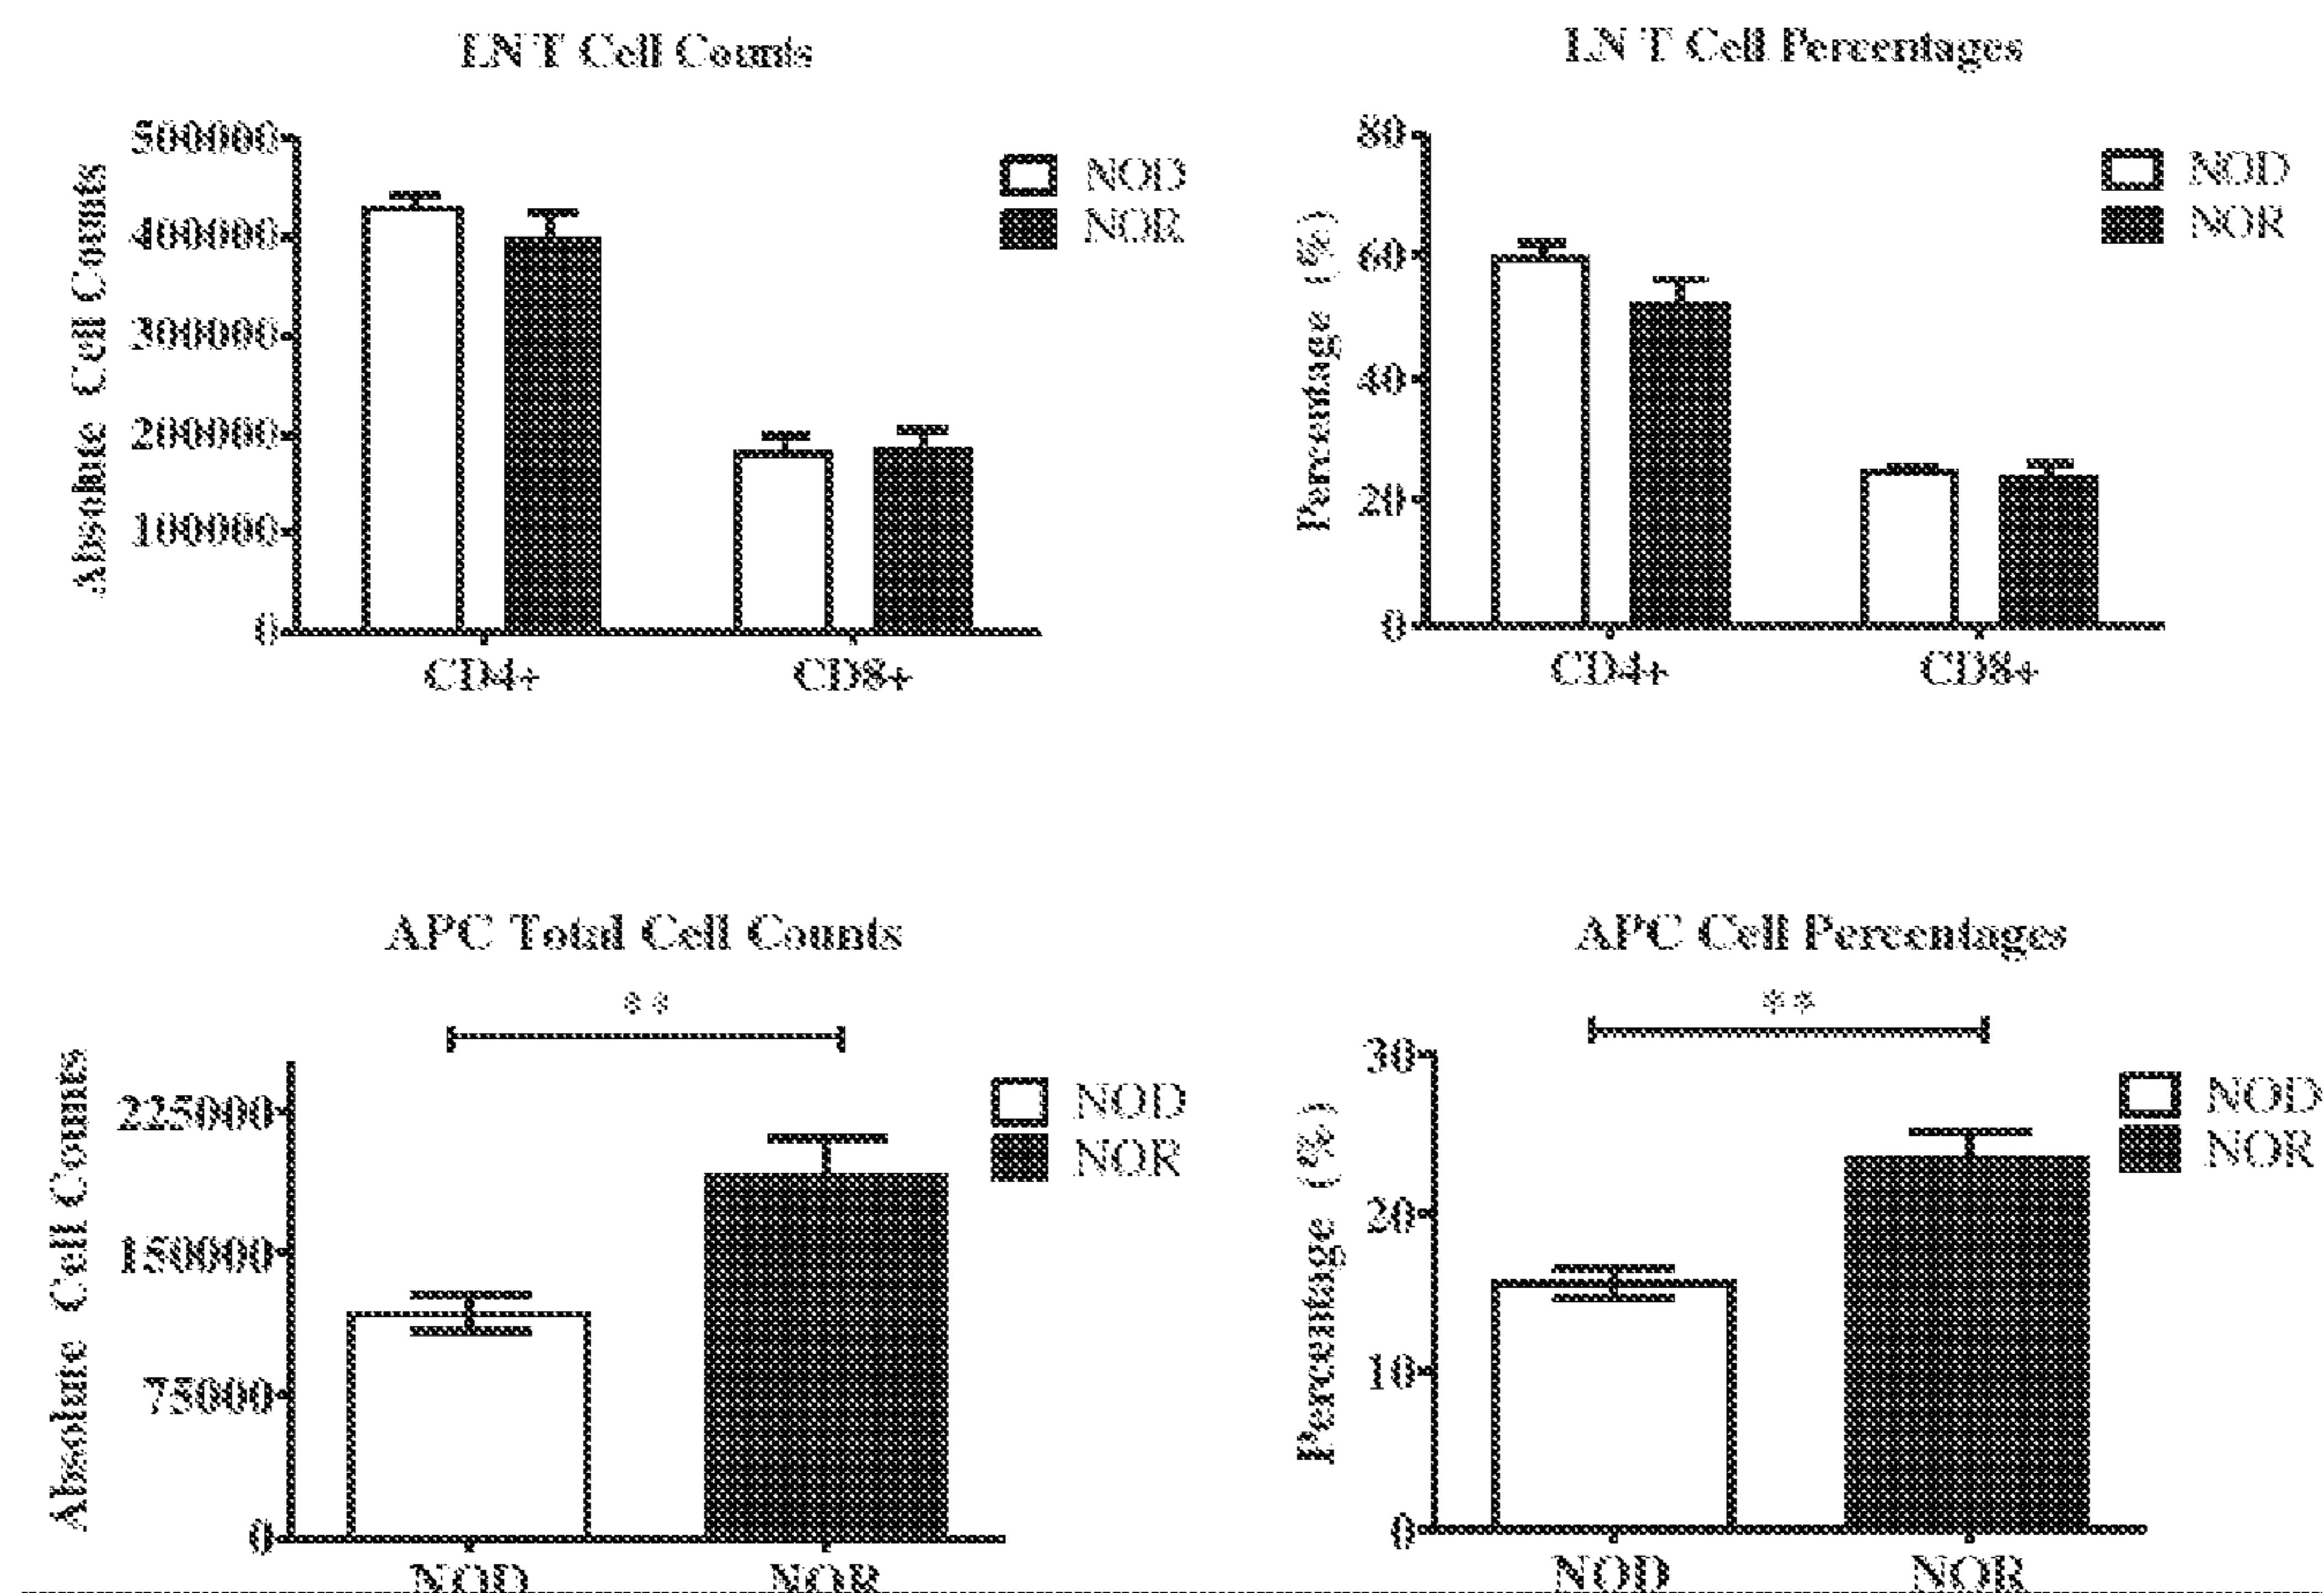 LN T Cell Counts
Absolute Cell Counts
500000
400000
300000
200000
100000
0
CD4+
CD8+
NOD
NOR
LN T Cell Percentages
Percentage (%)
80
60
40
20
0
CD4+
CD8+
NOD
NOR
APC Total Cell Counts
**
Absolute Cell Counts
225000
150000
75000
0
NOD
NOR
NOD
NOR
APC Cell Percentages
**
Percentage (%)
30
20
10
0
NOD
NOR
NOD
NOR